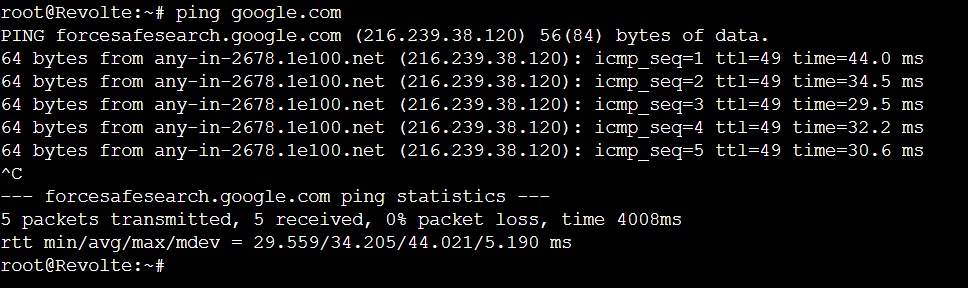 root@Revolte:~# ping google.com
PING forcesafesearch.google.com (216.239.38.120) 56(84) bytes of data.
64 bytes from any-in-2678.1e100.net (216.239.38.120): icmp_seq=1 ttl=49 time=44.0 ms
64 bytes from any-in-2678.1e100.net (216.239.38.120): icmp_seq=2 ttl=49 time=34.5 ms
64 bytes from any-in-2678.1e100.net (216.239.38.120): icmp_seq=3 ttl=49 time=29.5 ms
64 bytes from any-in-2678.1e100.net (216.239.38.120): icmp_seq=4 ttl=49 time=32.2 ms
64 bytes from any-in-2678.1e100.net (216.239.38.120): icmp_seq=5 ttl=49 time=30.6 ms
^C
--- forcesafesearch.google.com ping statistics ---
5 packets transmitted, 5 received, 0% packet loss, time 4008ms
rtt min/avg/max/mdev = 29.559/34.205/44.021/5.190 ms
root@Revolte:~#